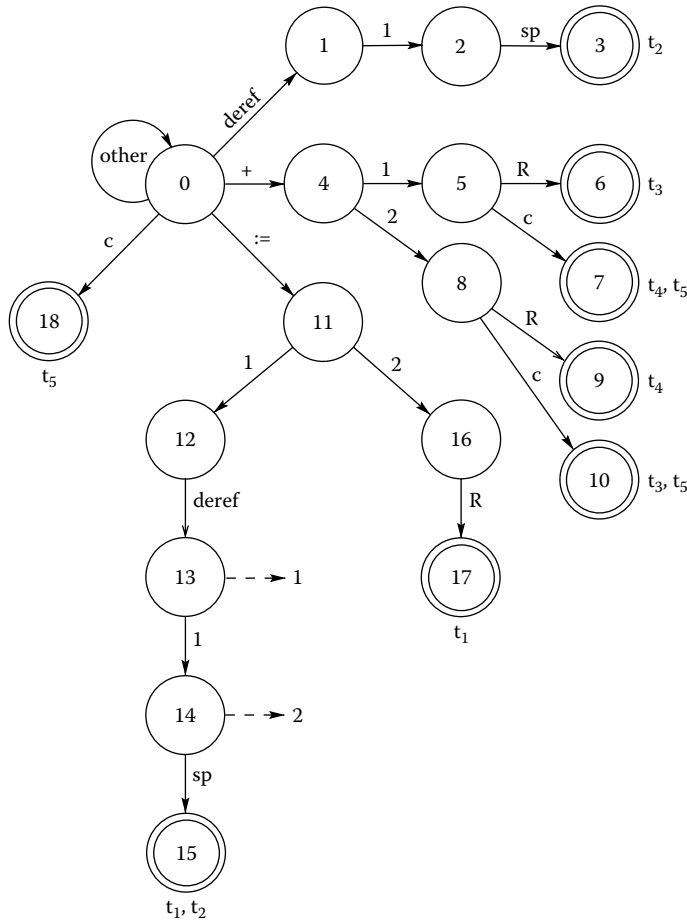 1 1 2 sp 3 t2
deref
other
0 + 4 1 5 R 6 t3
2 c
c := 8 7 t4, t5
18 11 R
t5 1 2 c 9 t4
12 16
10 t3, t5
deref R
13 1 17
t1
1
14 2
sp
15
t1, t2